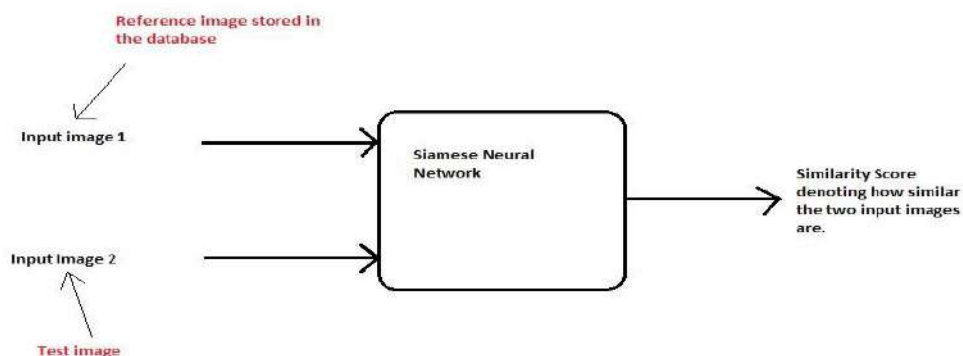 Reference image stored in
the database
Input image 1
Siamese Neural
Network
Similarity Score
denoting how similar
the two input images
are.
Input Image 2
Test image